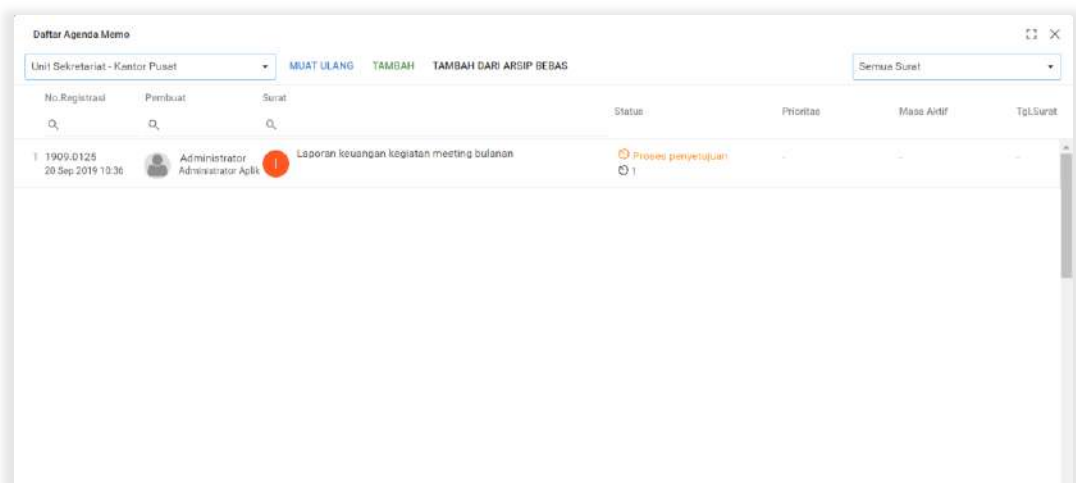 Daftar Agenda Memo
Unit Sekretariat - Kantor Pusat
MUAT ULANG TAMBAH TAMBAH DARI ARSIP BEBAS
Semua Surat
No.Registrasi Pembuat Surat Status Prioritas Masa Aktif Tgl.Surat
1909.0125 Administrator I Laporan keuangan kegiatan meeting bulanan Proses penyetujuan - - -
20 Sep 2019 10:36 Administrator Aplik 1